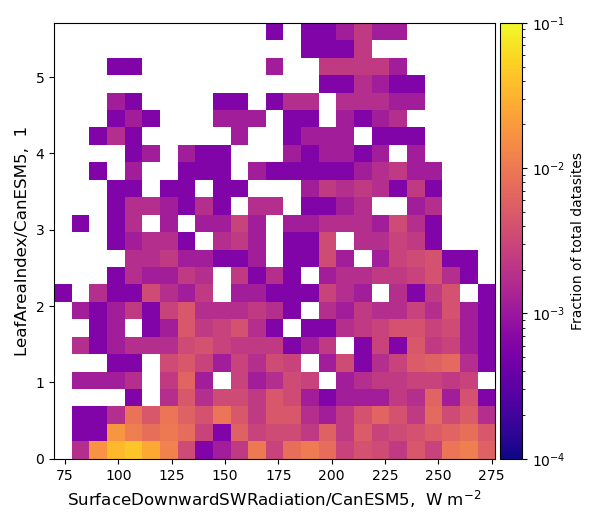 5
4
3
2
1
0
75 100 125 150 175 200 225 250 275
LeafAreaIndex/CanESM5, 1
SurfaceDownwardSWRadiation/CanESM5, W m⁻²
10⁻¹
10⁻²
10⁻³
10⁻⁴
Fraction of total datasites